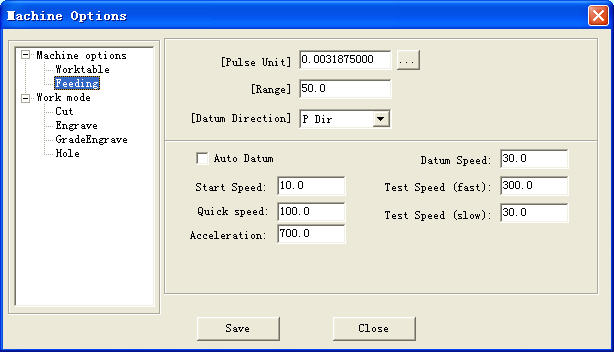 Machine Options
Machine options
Worktable
Feeding
Work mode
Cut
Engrave
GradeEngrave
Hole
[Pulse Unit] 0.0031875000 ...
[Range] 50.0
[Datum Direction] P Dir
Auto Datum
Datum Speed: 30.0
Start Speed: 10.0
Test Speed (fast): 300.0
Quick speed: 100.0
Test Speed (slow): 30.0
Acceleration: 700.0
Save
Close